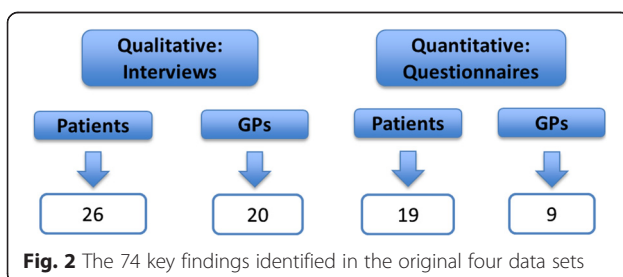 Qualitative:
Interviews
Quantitative:
Questionnaires
Patients GPs Patients GPs
26 20 19 9
Fig. 2 The 74 key findings identified in the original four data sets